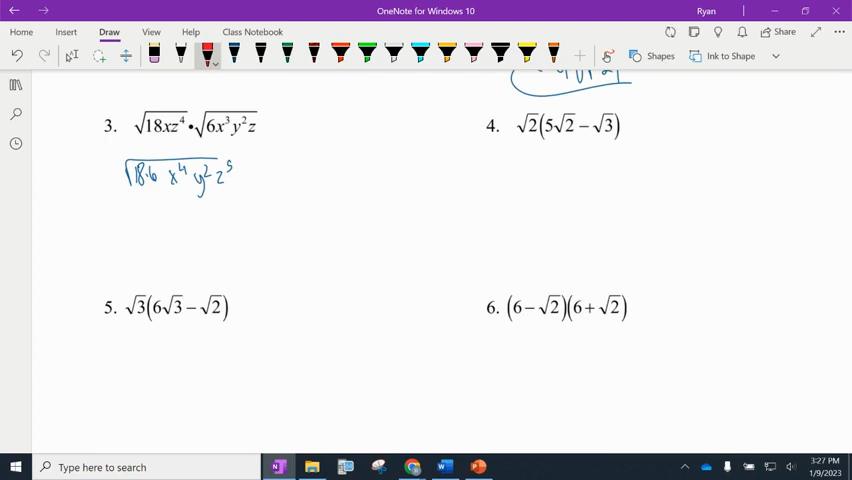 OneNote for Windows 10
Ryan
Home Insert Draw View Help Class Notebook
Share
Shapes
Ink to Shape
3. √18xz⁴ • √6x³y²z
4. √2(5√2 − √3)
√18·6 x⁴ y² z⁵
5. √3(6√3 − √2)
6. (6 − √2)(6 + √2)
Type here to search
3:27 PM
1/9/2023